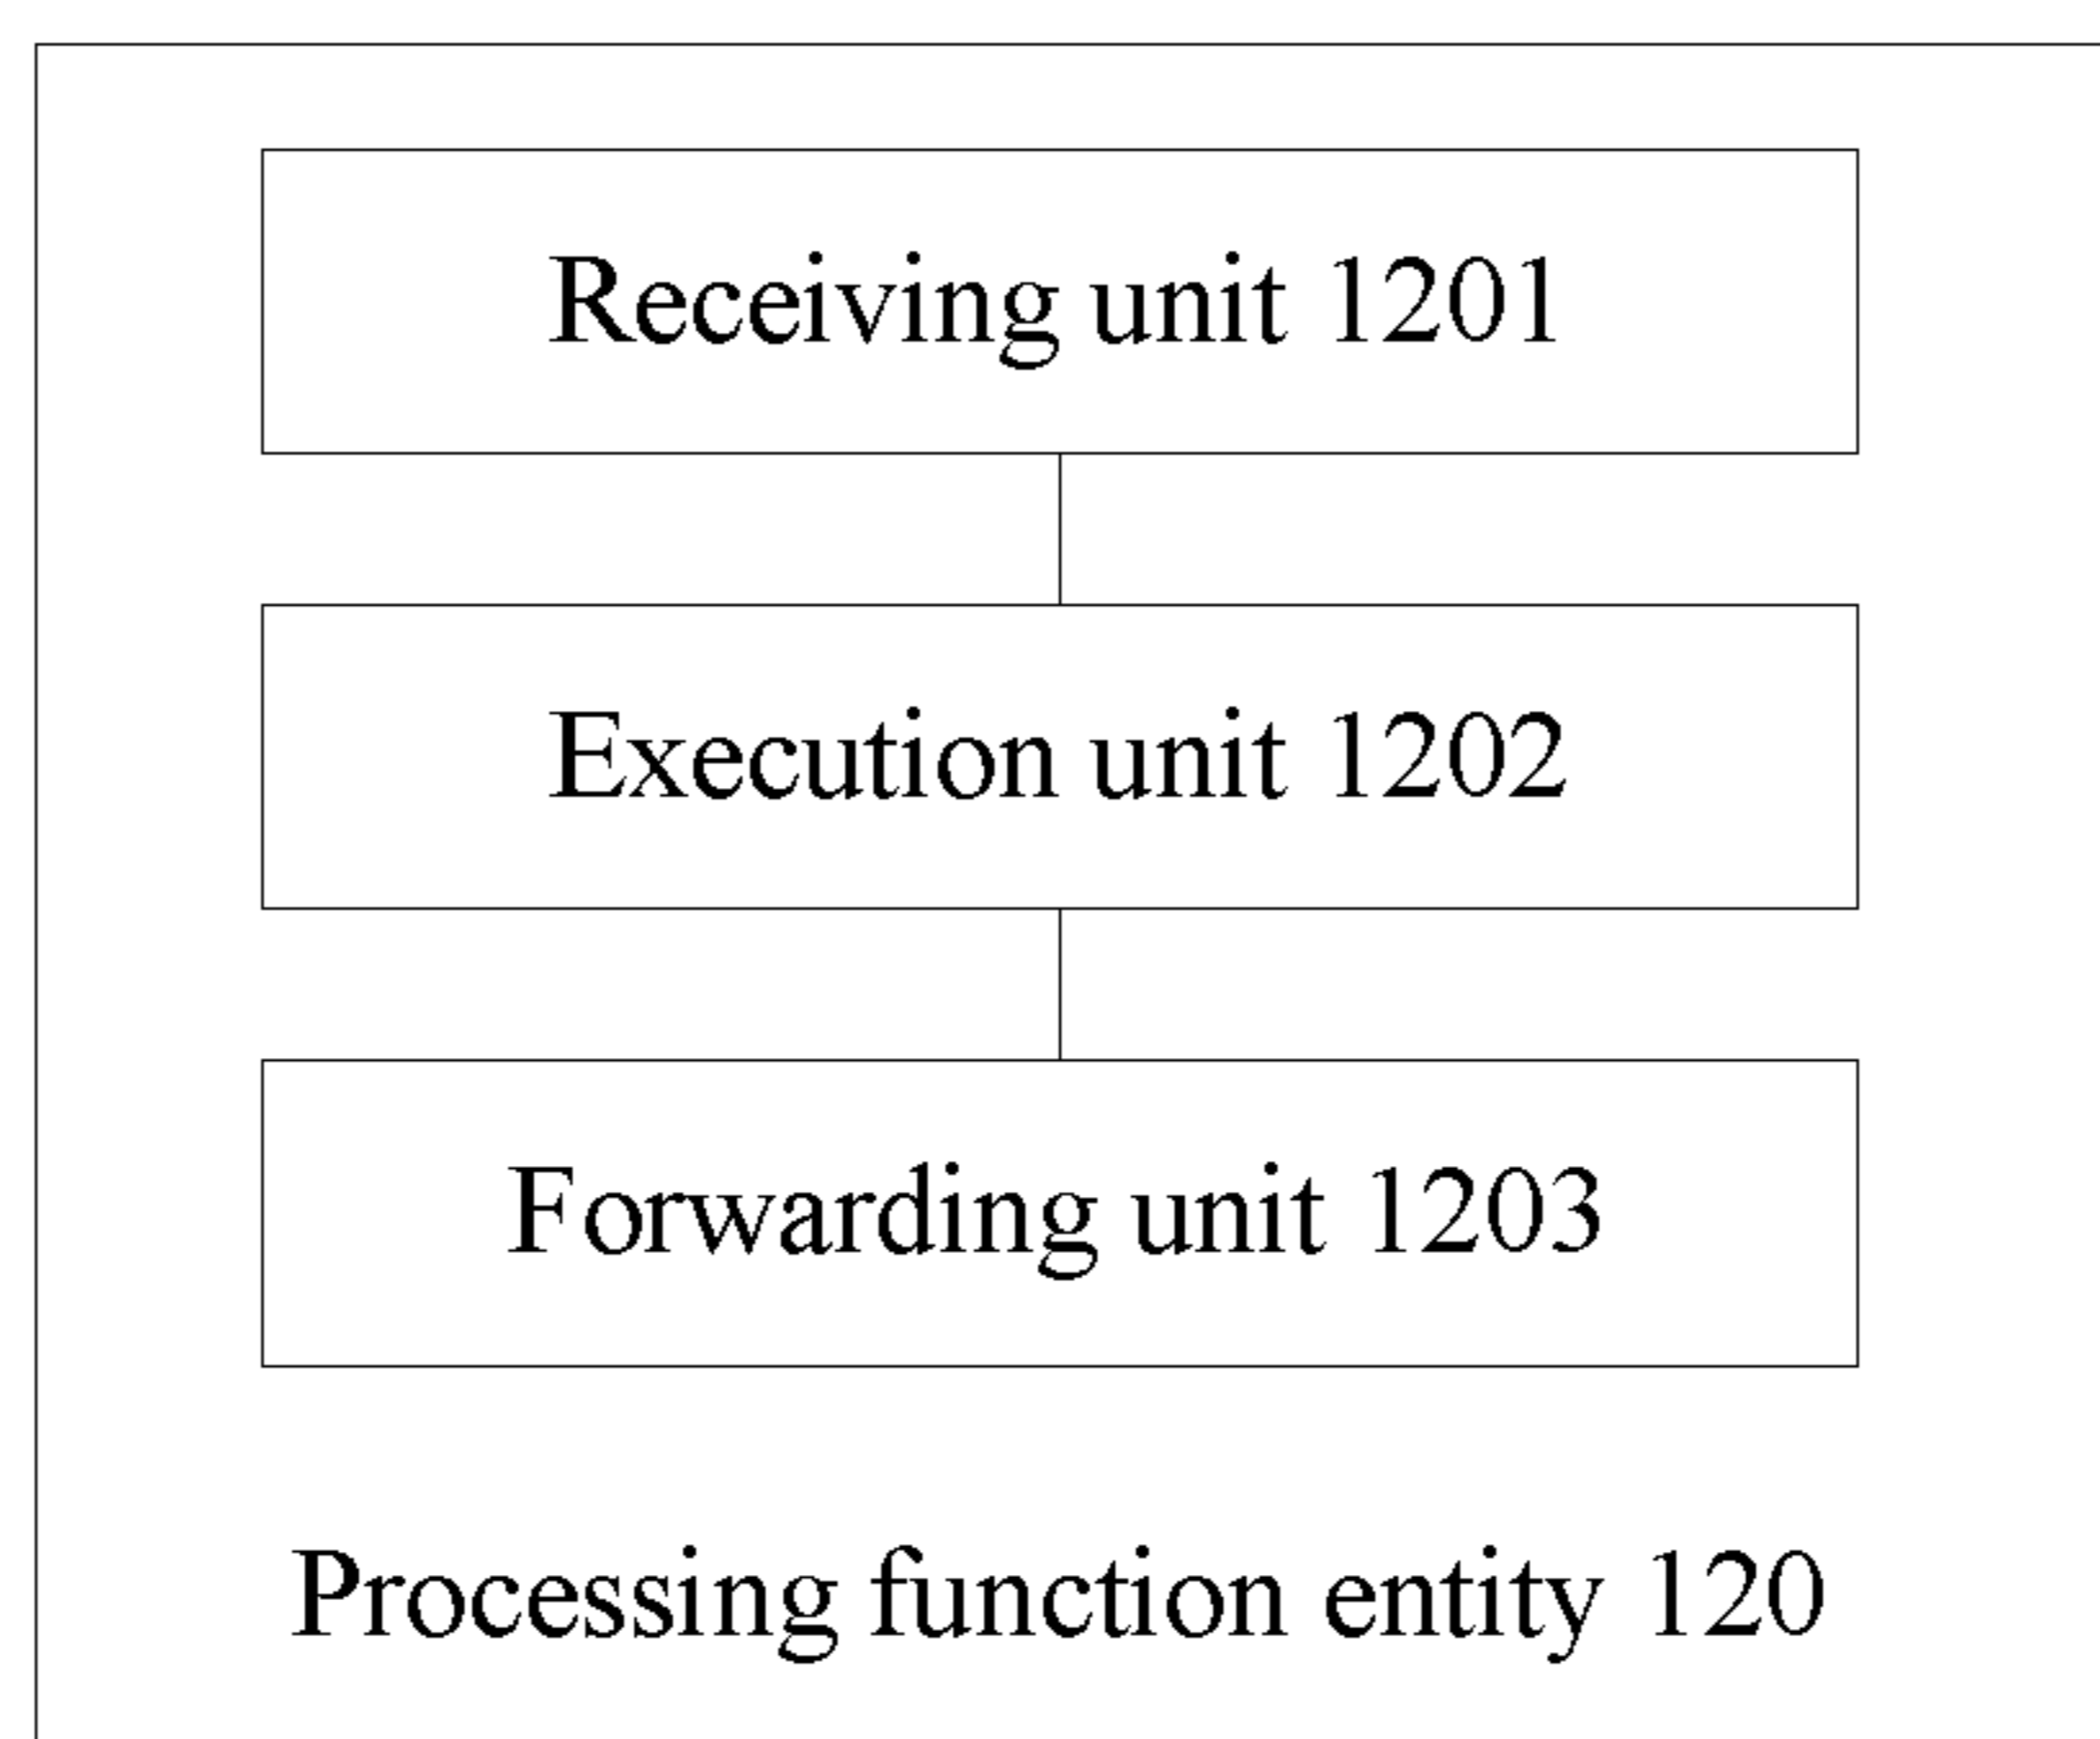 Receiving unit 1201
Execution unit 1202
Forwarding unit 1203
Processing function entity 120